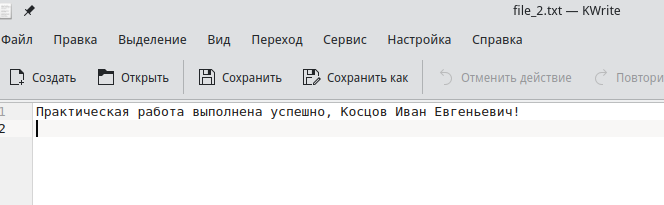 file_2.txt — KWrite
Файл Правка Выделение Вид Переход Сервис Настройка Справка
Создать Открыть Сохранить Сохранить как Отменить действие Повтори
1 Практическая работа выполнена успешно, Косцов Иван Евгеньевич!
2